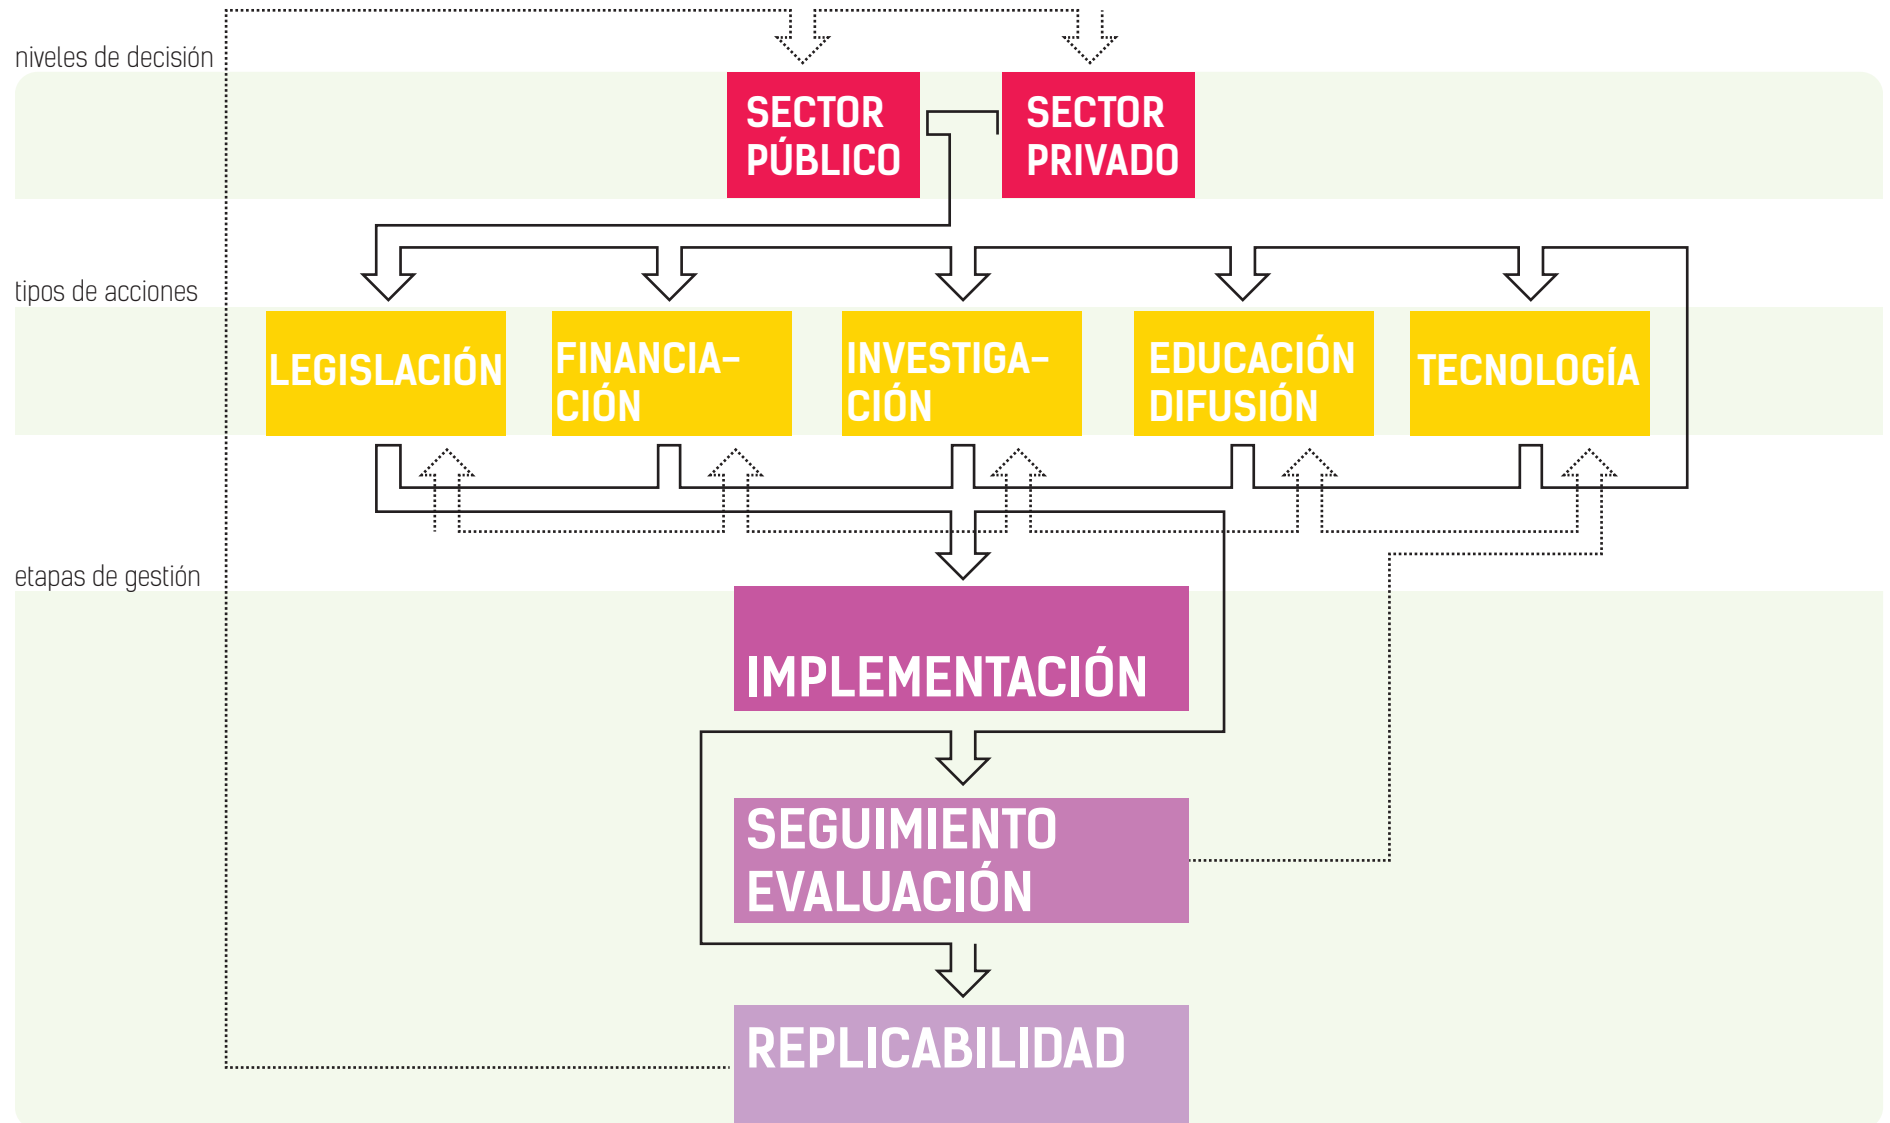 niveles de decisión
SECTOR
PÚBLICO
SECTOR
PRIVADO
tipos de acciones
LEGISLACIÓN
FINANCIA–
CIÓN
INVESTIGA–
CIÓN
EDUCACIÓN
DIFUSIÓN
TECNOLOGÍA
etapas de gestión
IMPLEMENTACIÓN
SEGUIMIENTO
EVALUACIÓN
REPLICABILIDAD